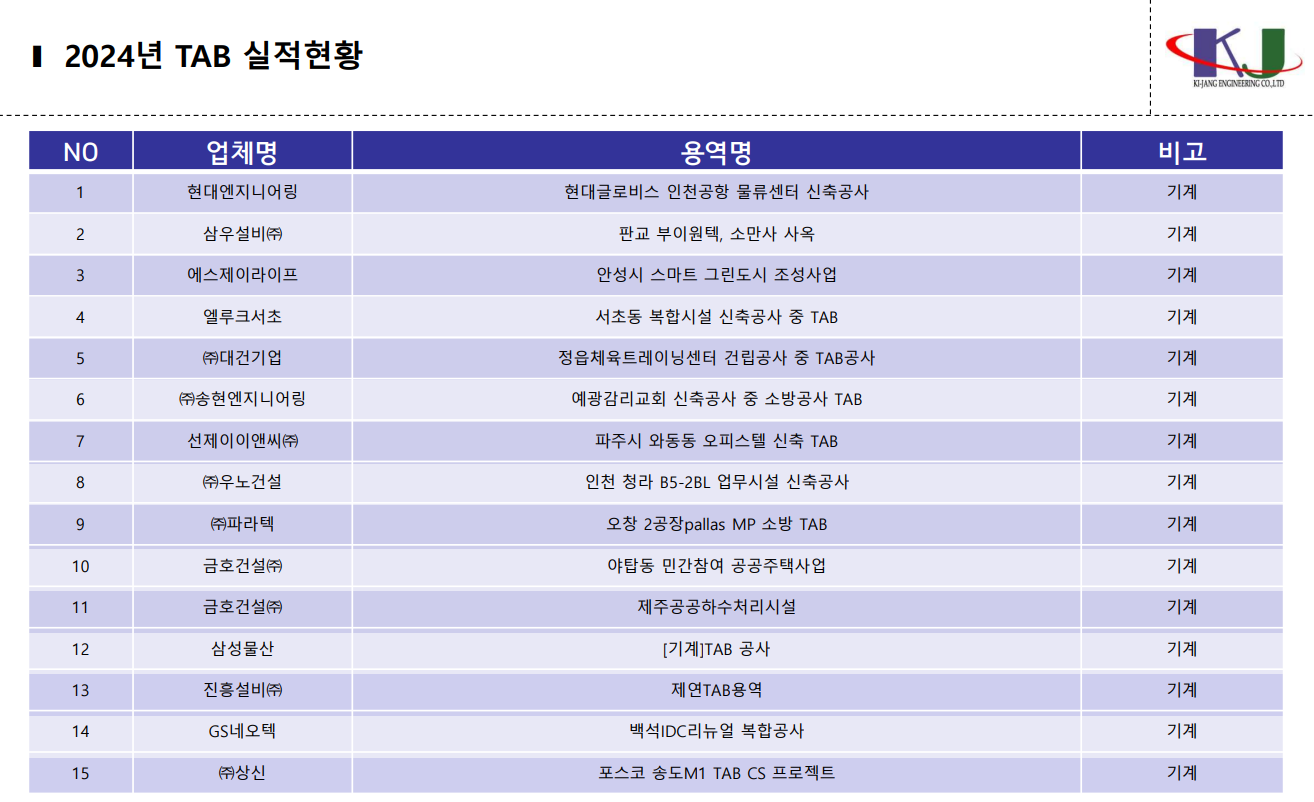 2024년 TAB 실적현황
KI-JANG ENGINEERING CO.,LTD
NO 업체명 용역명 비고
1 현대엔지니어링 현대글로비스 인천공항 물류센터 신축공사 기계
2 삼우설비㈜ 판교 부이원텍, 소만사 사옥 기계
3 에스제이라이프 안성시 스마트 그린도시 조성사업 기계
4 엘루크서초 서초동 복합시설 신축공사 중 TAB 기계
5 ㈜대건기업 정읍체육트레이닝센터 건립공사 중 TAB공사 기계
6 ㈜송현엔지니어링 예광감리교회 신축공사 중 소방공사 TAB 기계
7 선제이이앤씨㈜ 파주시 와동동 오피스텔 신축 TAB 기계
8 ㈜우노건설 인천 청라 B5-2BL 업무시설 신축공사 기계
9 ㈜파라텍 오창 2공장pallas MP 소방 TAB 기계
10 금호건설㈜ 야탑동 민간참여 공공주택사업 기계
11 금호건설㈜ 제주공공하수처리시설 기계
12 삼성물산 [기계]TAB 공사 기계
13 진흥설비㈜ 제연TAB용역 기계
14 GS네오텍 백석IDC리뉴얼 복합공사 기계
15 ㈜상신 포스코 송도M1 TAB CS 프로젝트 기계